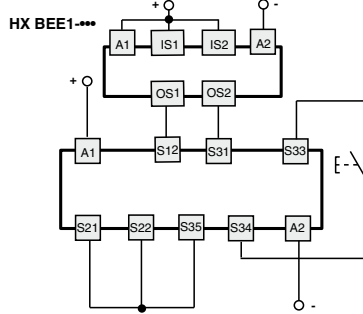 + -
HX BEE1-•••
A1 IS1 IS2 A2
OS1 OS2
+
A1 S12 S31 S33
S21 S22 S35 S34 A2
-